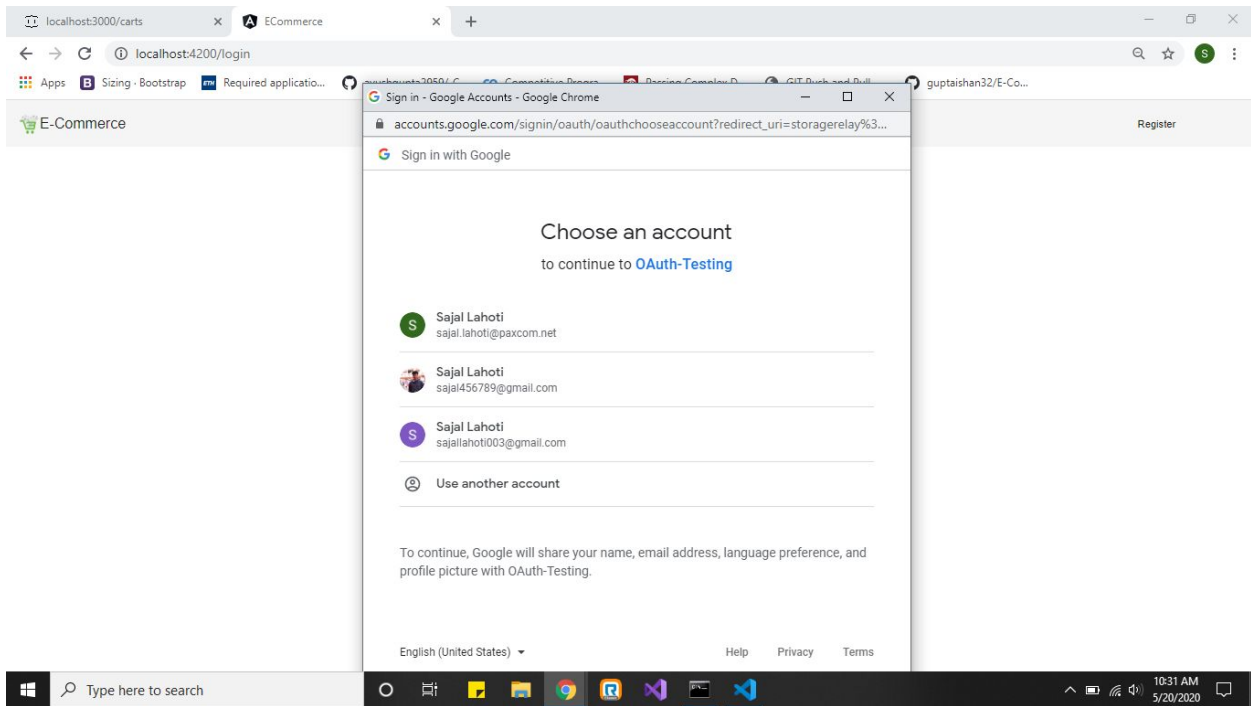 localhost:3000/carts
ECommerce
localhost:4200/login
S
Apps
B Sizing · Bootstrap
Required applicatio...
guptaishan32/E-Co...
Sign in - Google Accounts - Google Chrome
accounts.google.com/signin/oauth/oauthchooseaccount?redirect_uri=storagerelay%3...
E-Commerce
Register
Sign in with Google
Choose an account
to continue to OAuth-Testing
S
Sajal Lahoti
sajal.lahoti@paxcom.net
Sajal Lahoti
sajal456789@gmail.com
S
Sajal Lahoti
sajallahoti003@gmail.com
Use another account
To continue, Google will share your name, email address, language preference, and
profile picture with OAuth-Testing.
English (United States)
Help Privacy Terms
Type here to search
10:31 AM
5/20/2020